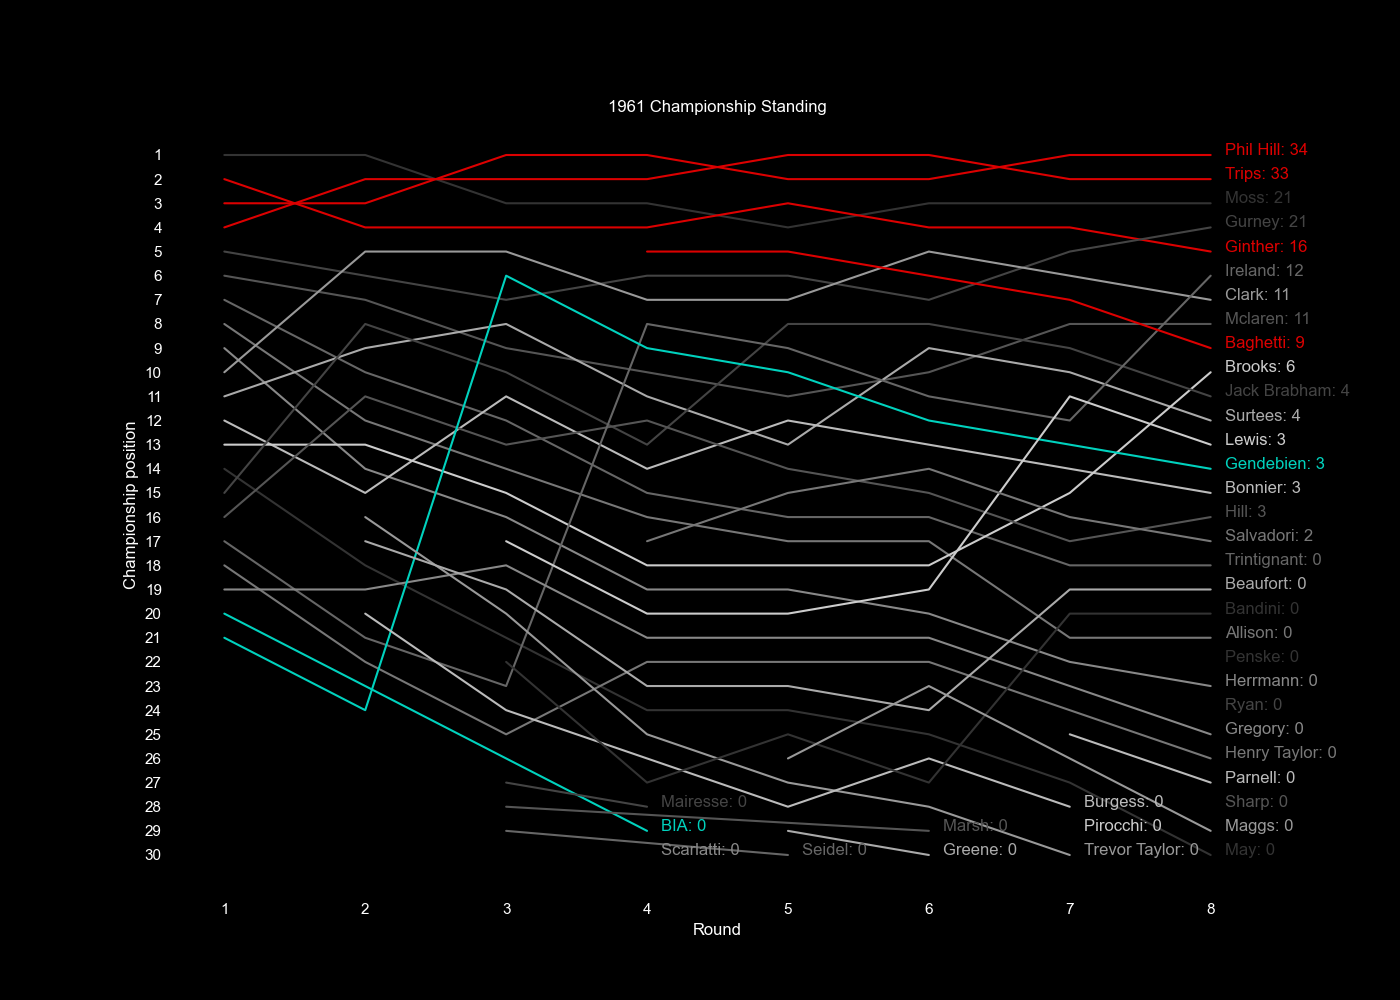 1961 Championship Standing
Championship position
1
2
3
4
5
6
7
8
9
10
11
12
13
14
15
16
17
18
19
20
21
22
23
24
25
26
27
28
29
30
Phil Hill: 34
Trips: 33
Moss: 21
Gurney: 21
Ginther: 16
Ireland: 12
Clark: 11
Mclaren: 11
Baghetti: 9
Brooks: 6
Jack Brabham: 4
Surtees: 4
Lewis: 3
Gendebien: 3
Bonnier: 3
Hill: 3
Salvadori: 2
Trintignant: 0
Beaufort: 0
Bandini: 0
Allison: 0
Penske: 0
Herrmann: 0
Ryan: 0
Gregory: 0
Henry Taylor: 0
Parnell: 0
Mairesse: 0
Burgess: 0
Sharp: 0
BIA: 0
Marsh: 0
Pirocchi: 0
Maggs: 0
Scarlatti: 0
Seidel: 0
Greene: 0
Trevor Taylor: 0
May: 0
1 2 3 4 5 6 7 8
Round